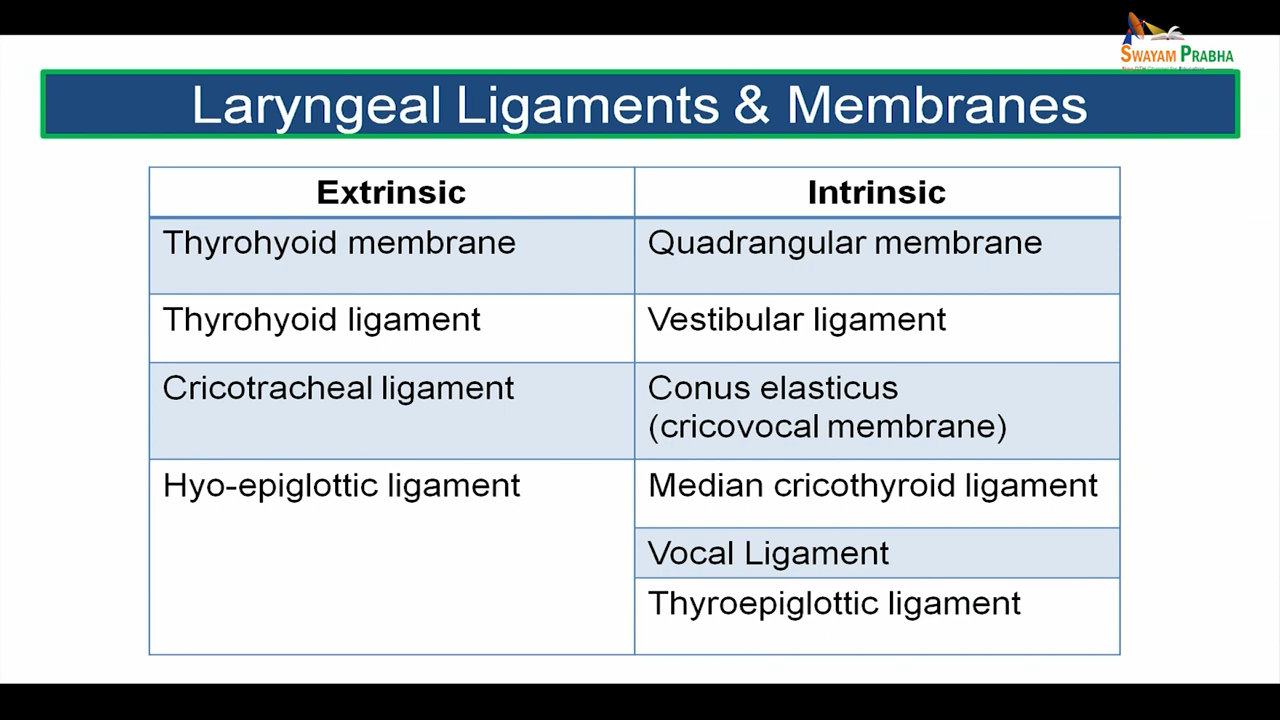 SWAYAM PRABHA
Laryngeal Ligaments & Membranes
Extrinsic
Intrinsic
Thyrohyoid membrane
Quadrangular membrane
Thyrohyoid ligament
Vestibular ligament
Cricotracheal ligament
Conus elasticus
(cricovocal membrane)
Hyo-epiglottic ligament
Median cricothyroid ligament
Vocal Ligament
Thyroepiglottic ligament